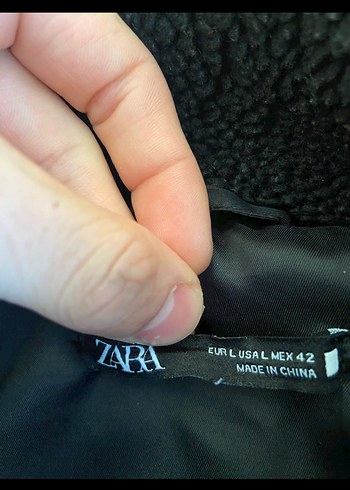 ZARA
EUR L USA L MEX 42
MADE IN CHINA